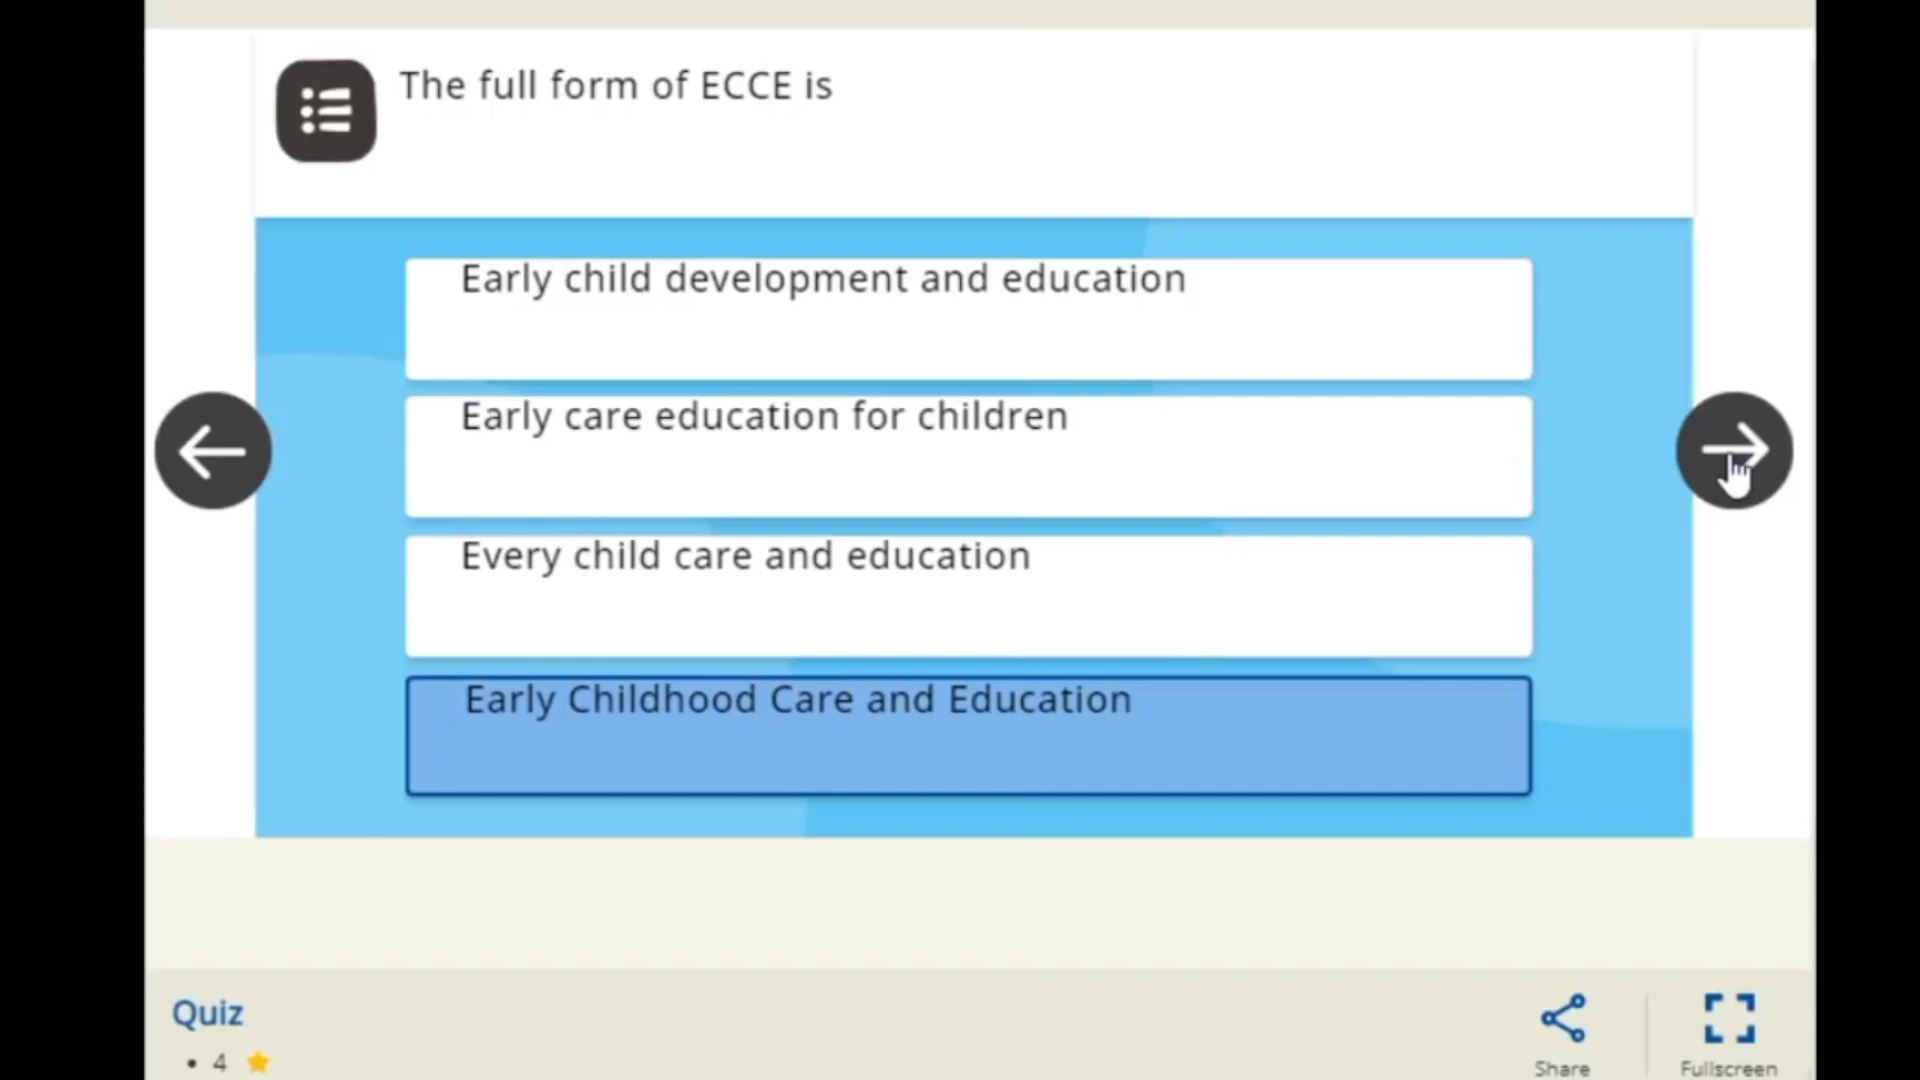 The full form of ECCE is
Early child development and education
Early care education for children
Every child care and education
Early Childhood Care and Education
Quiz
• 4
Share
Fullscreen